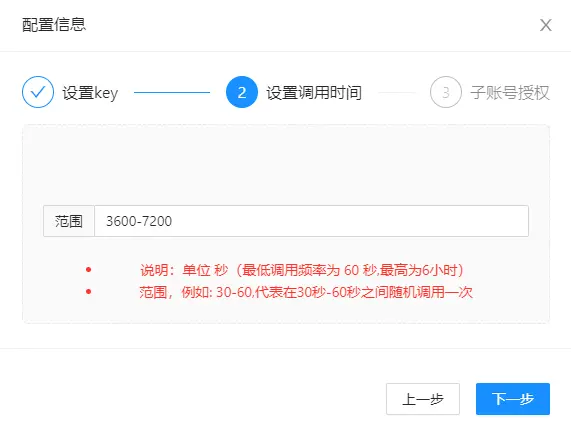 配置信息
设置key
2 设置调用时间
3 子账号授权
范围 3600-7200
说明：单位 秒（最低调用频率为 60 秒,最高为6小时）
范围，例如: 30-60,代表在30秒-60秒之间随机调用一次
上一步 下一步